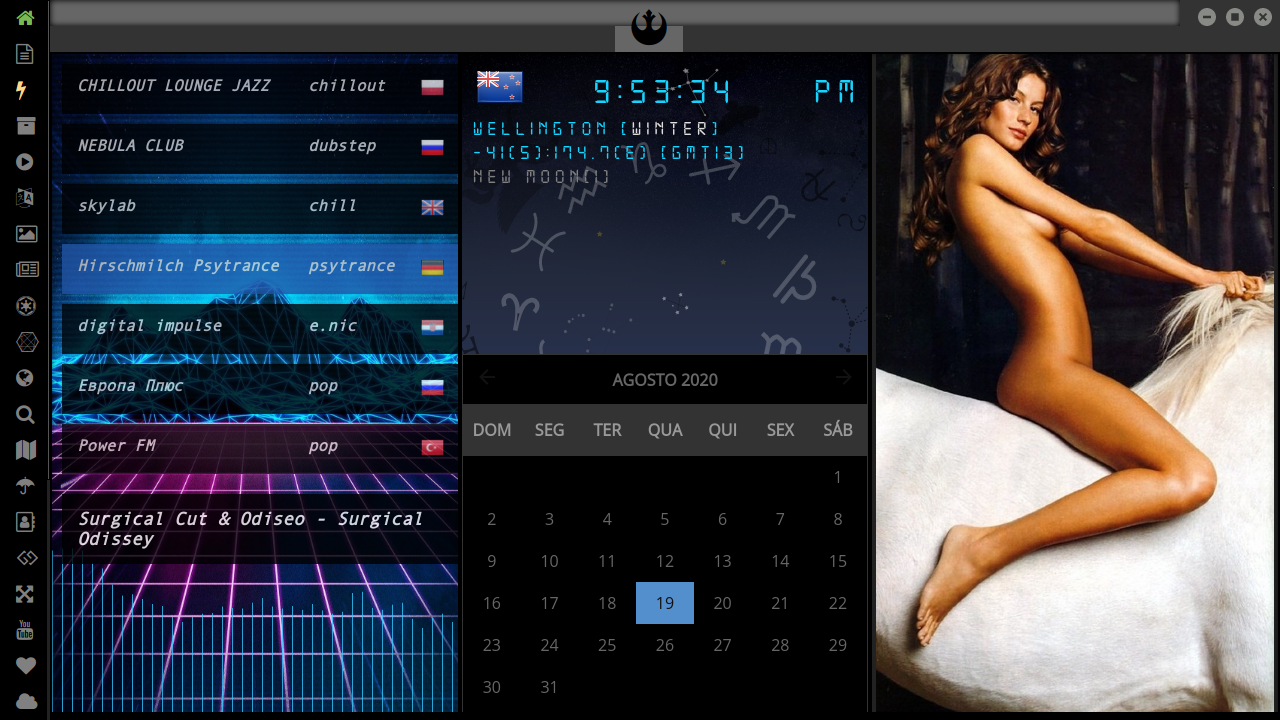 CHILLOUT LOUNGE JAZZ chillout
NEBULA CLUB dubstep
skylab chill
Hirschmilch Psytrance psytrance
digital impulse e.nic
Европа Плюс pop
Power FM pop
Surgical Cut & Odiseo - Surgical
Odissey
9:53:34 PM
WELLINGTON (WINTER)
-41(S):174.7(E) (GMT13)
NEW MOON(1)
AGOSTO 2020
DOM SEG TER QUA QUI SEX SÁB
1
2 3 4 5 6 7 8
9 10 11 12 13 14 15
16 17 18 19 20 21 22
23 24 25 26 27 28 29
30 31
You
Tube